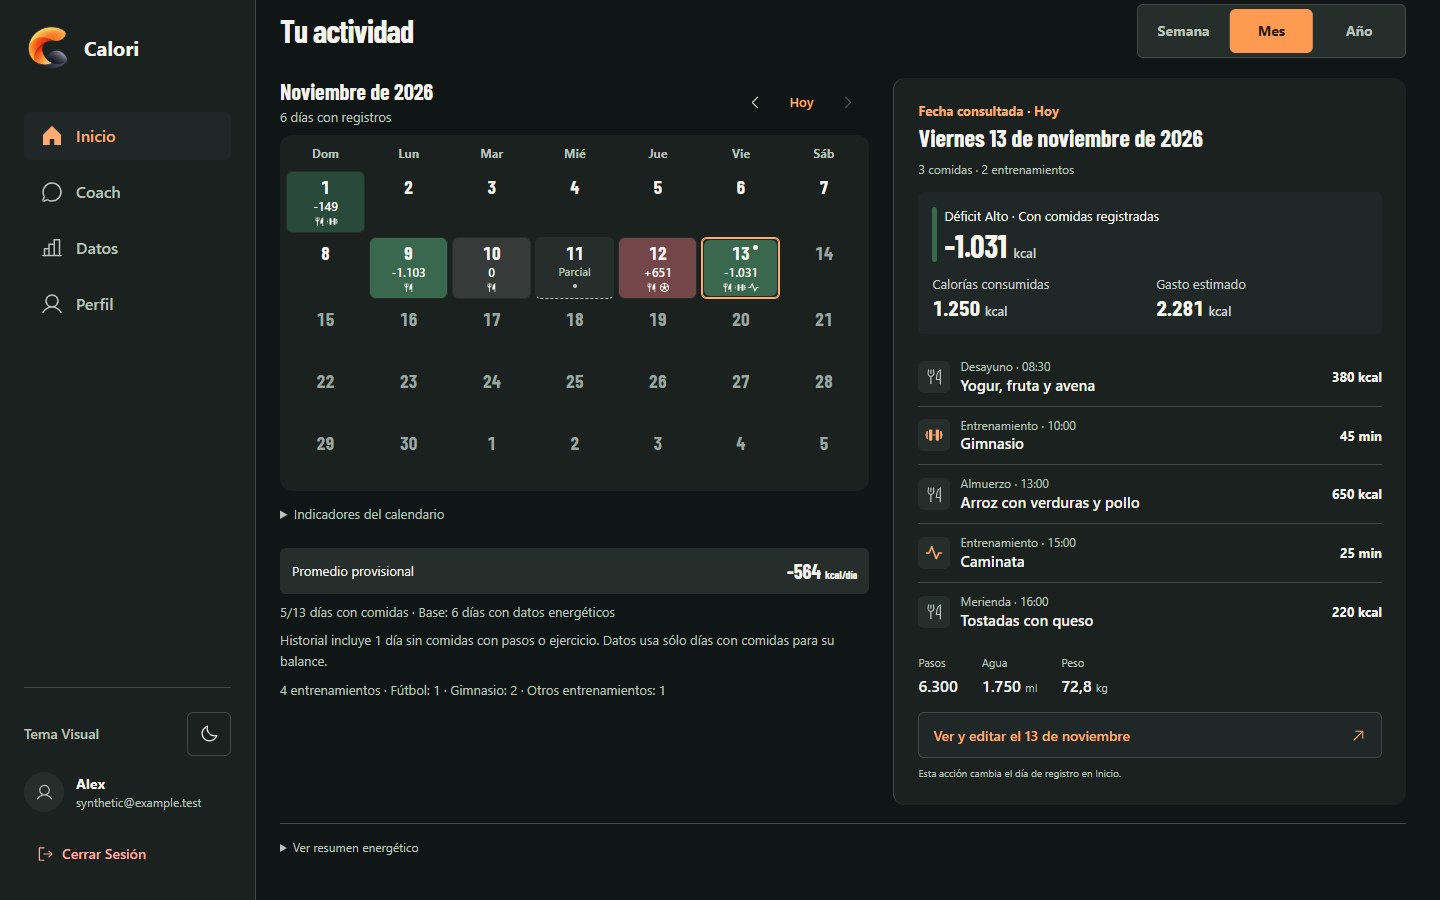 Calori
Inicio
Coach
Datos
Perfil
Tema Visual
Alex
synthetic@example.test
Cerrar Sesión
Tu actividad
Semana Mes Año
Noviembre de 2026
6 días con registros
Hoy
Dom Lun Mar Mié Jue Vie Sáb
1 2 3 4 5 6 7
-149
8 9 10 11 12 13 14
-1.103 0 Parcial +651 -1.031
15 16 17 18 19 20 21
22 23 24 25 26 27 28
29 30 1 2 3 4 5
Indicadores del calendario
Promedio provisional -564 kcal/día
5/13 días con comidas · Base: 6 días con datos energéticos
Historial incluye 1 día sin comidas con pasos o ejercicio. Datos usa sólo días con comidas para su
balance.
4 entrenamientos · Fútbol: 1 · Gimnasio: 2 · Otros entrenamientos: 1
Fecha consultada · Hoy
Viernes 13 de noviembre de 2026
3 comidas · 2 entrenamientos
Déficit Alto · Con comidas registradas
-1.031 kcal
Calorías consumidas Gasto estimado
1.250 kcal 2.281 kcal
Desayuno · 08:30
Yogur, fruta y avena 380 kcal
Entrenamiento · 10:00
Gimnasio 45 min
Almuerzo · 13:00
Arroz con verduras y pollo 650 kcal
Entrenamiento · 15:00
Caminata 25 min
Merienda · 16:00
Tostadas con queso 220 kcal
Pasos Agua Peso
6.300 1.750 ml 72,8 kg
Ver y editar el 13 de noviembre
Esta acción cambia el día de registro en Inicio.
Ver resumen energético